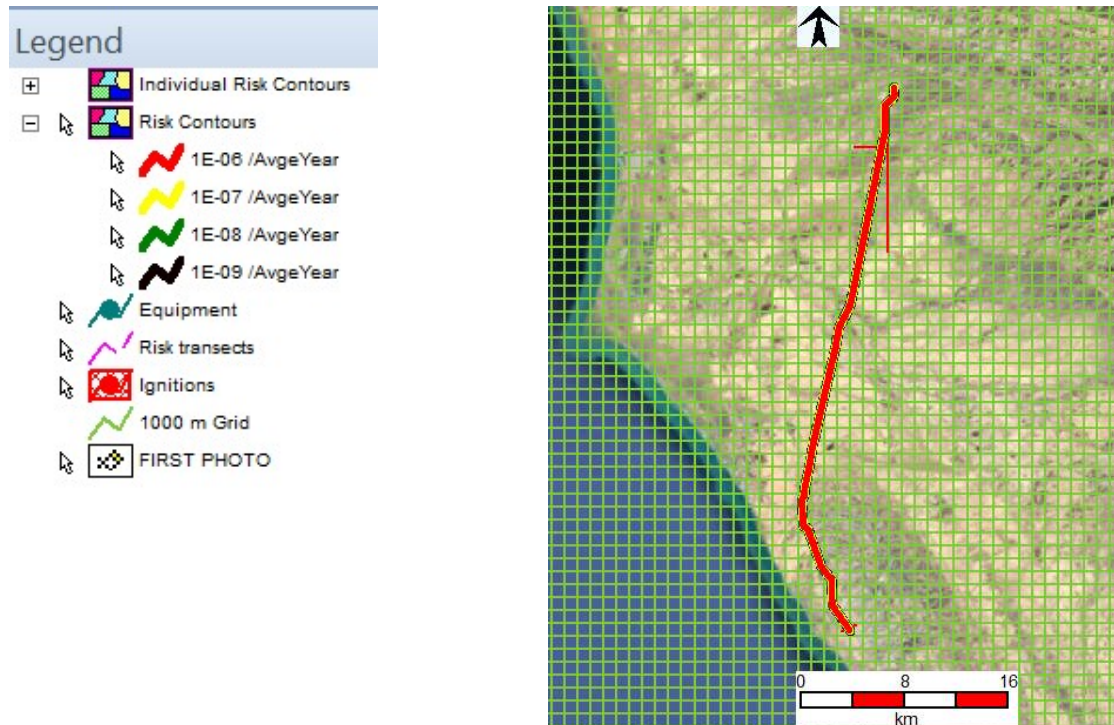 Legend
Individual Risk Contours
Risk Contours
1E-06 /AvgeYear
1E-07 /AvgeYear
1E-08 /AvgeYear
1E-09 /AvgeYear
Equipment
Risk transects
Ignitions
1000 m Grid
FIRST PHOTO
0 8 16
km